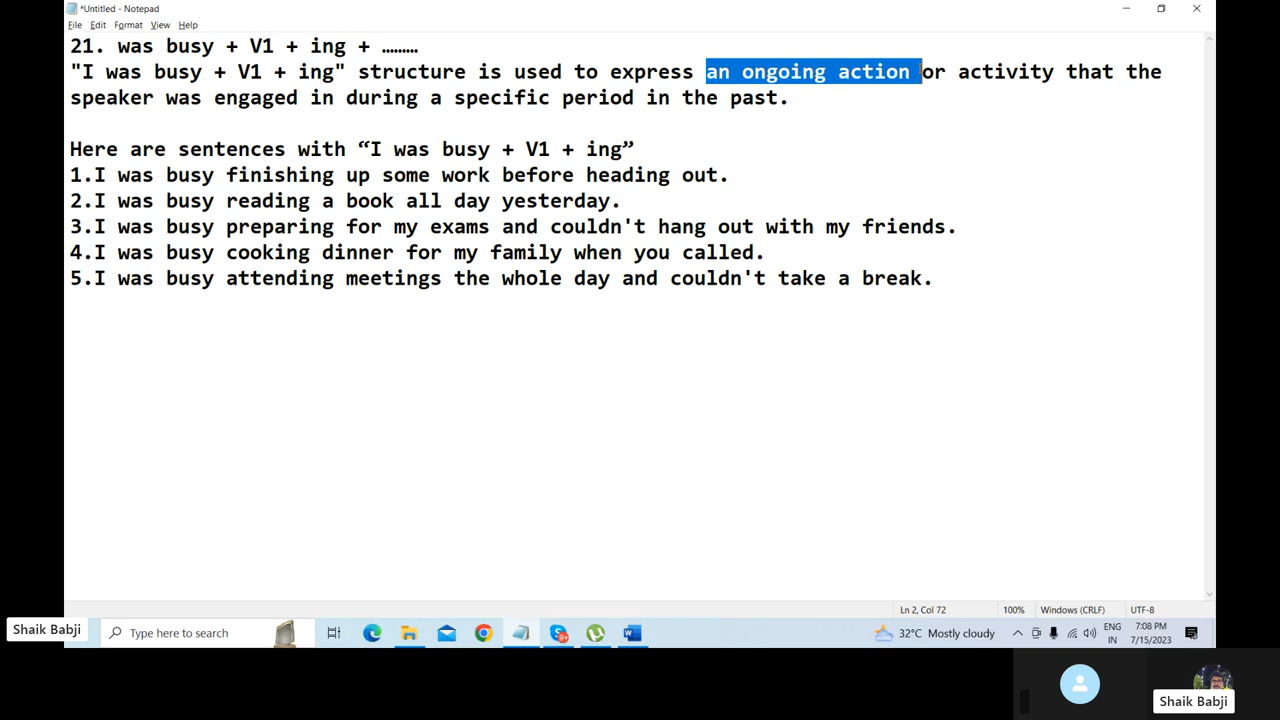 *Untitled - Notepad
File Edit Format View Help
21. was busy + V1 + ing + ………
"I was busy + V1 + ing" structure is used to express an ongoing action or activity that the
speaker was engaged in during a specific period in the past.
Here are sentences with “I was busy + V1 + ing”
1.I was busy finishing up some work before heading out.
2.I was busy reading a book all day yesterday.
3.I was busy preparing for my exams and couldn't hang out with my friends.
4.I was busy cooking dinner for my family when you called.
5.I was busy attending meetings the whole day and couldn't take a break.
Ln 2, Col 72 100% Windows (CRLF) UTF-8
Shaik Babji
Type here to search
32°C Mostly cloudy
ENG
IN
7:08 PM
7/15/2023
Shaik Babji